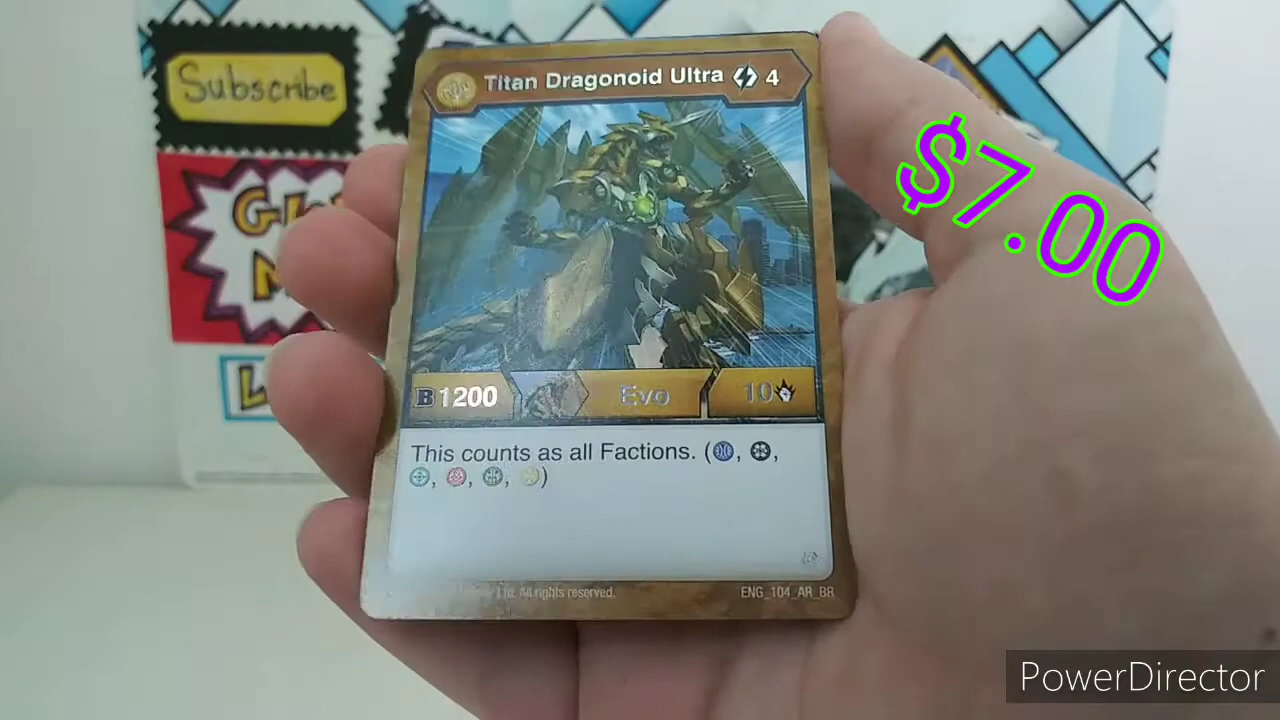 Subscribe
Titan Dragonoid Ultra 4
$7.00
B 1200
Evo
10
This counts as all Factions. ( , ,
, , , )
Ltd. All rights reserved.
ENG_104_AR_BR
PowerDirector